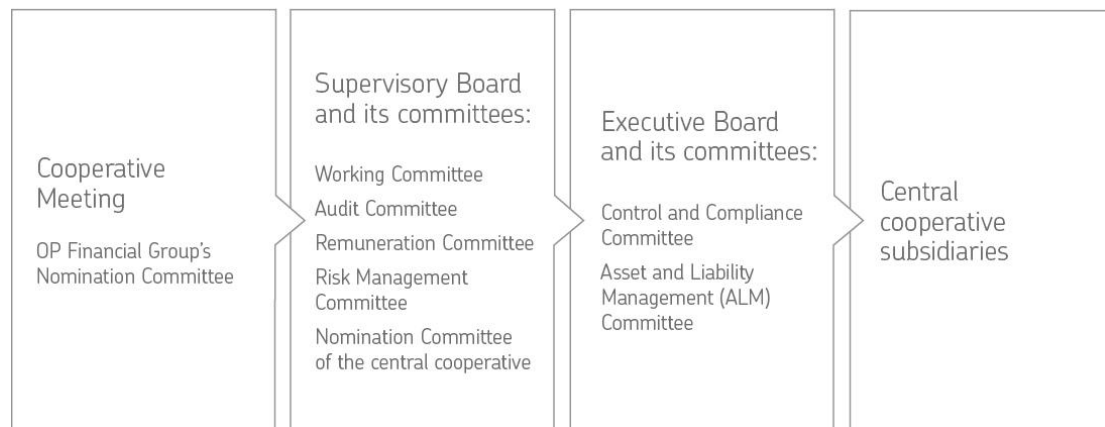 Cooperative
Meeting
OP Financial Group's
Nomination Committee
Supervisory Board
and its committees:
Working Committee
Audit Committee
Remuneration Committee
Risk Management
Committee
Nomination Committee
of the central cooperative
Executive Board
and its committees:
Control and Compliance
Committee
Asset and Liability
Management (ALM)
Committee
Central
cooperative
subsidiaries